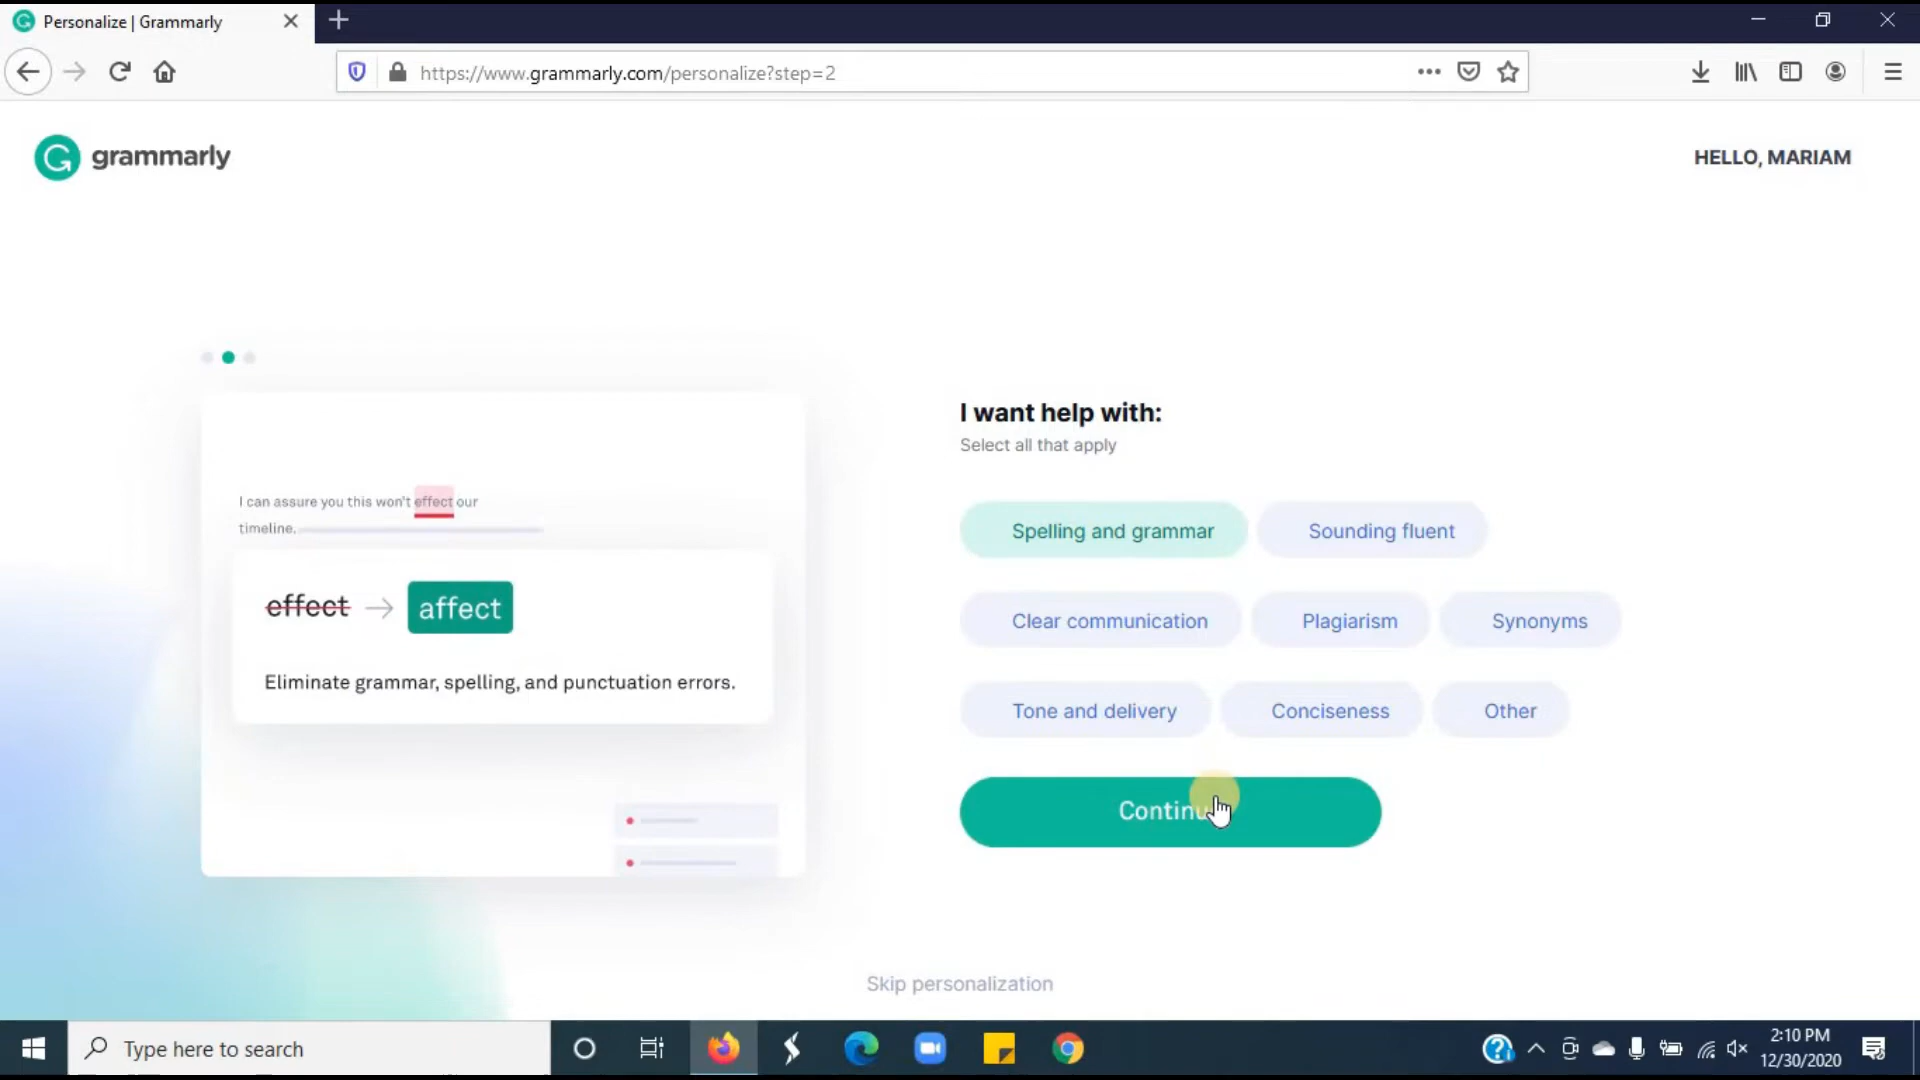 Personalize | Grammarly
https://www.grammarly.com/personalize?step=2
grammarly
HELLO, MARIAM
I can assure you this won't effect our
timeline.
effect → affect
Eliminate grammar, spelling, and punctuation errors.
I want help with:
Select all that apply
Spelling and grammar
Sounding fluent
Clear communication
Plagiarism
Synonyms
Tone and delivery
Conciseness
Other
Continu
Skip personalization
Type here to search
2:10 PM
12/30/2020